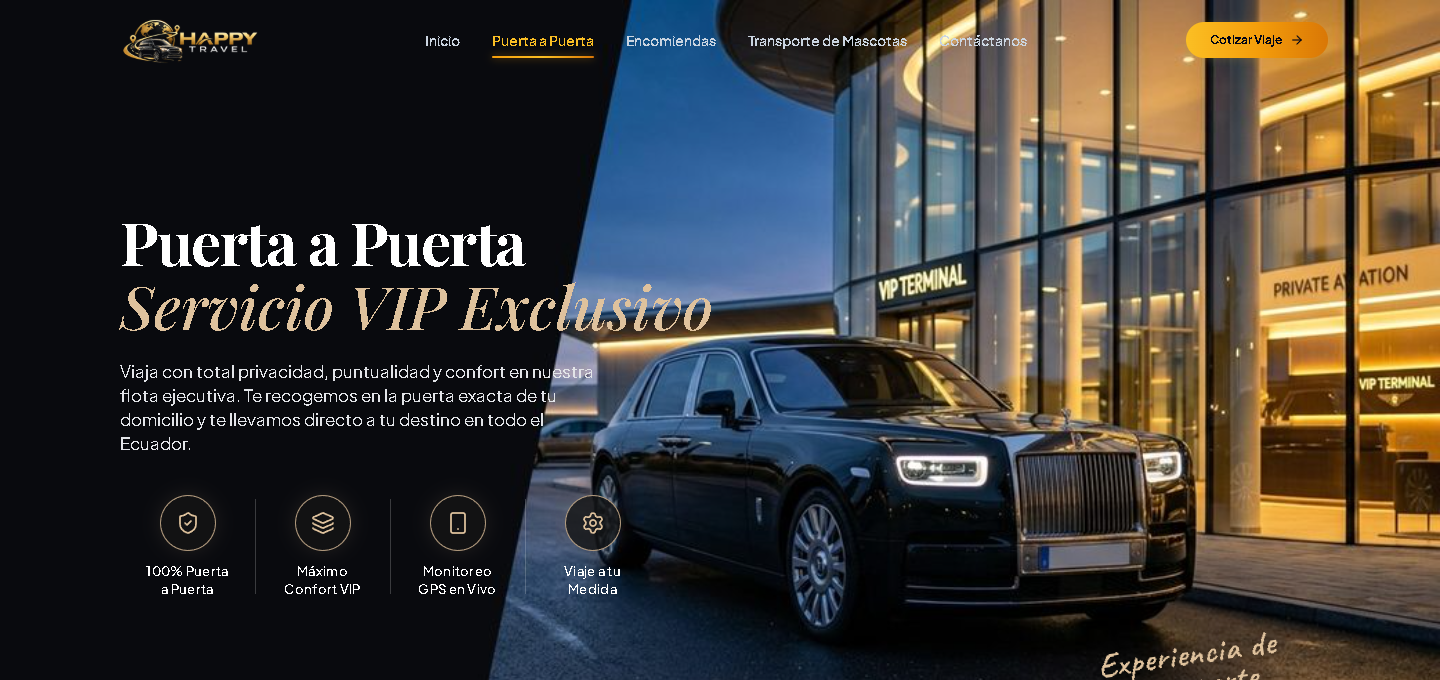 HAPPY
TRAVEL
Inicio
Puerta a Puerta
Encomiendas
Transporte de Mascotas
Contáctanos
Cotizar Viaje
Puerta a Puerta
Servicio VIP Exclusivo
Viaja con total privacidad, puntualidad y confort en nuestra
flota ejecutiva. Te recogemos en la puerta exacta de tu
domicilio y te llevamos directo a tu destino en todo el
Ecuador.
100% Puerta
a Puerta
Máximo
Confort VIP
Monitoreo
GPS en Vivo
Viaje a tu
Medida
VIP TERMINAL
PRIVATE AVIATION
VIP TERMINAL
Experiencia de